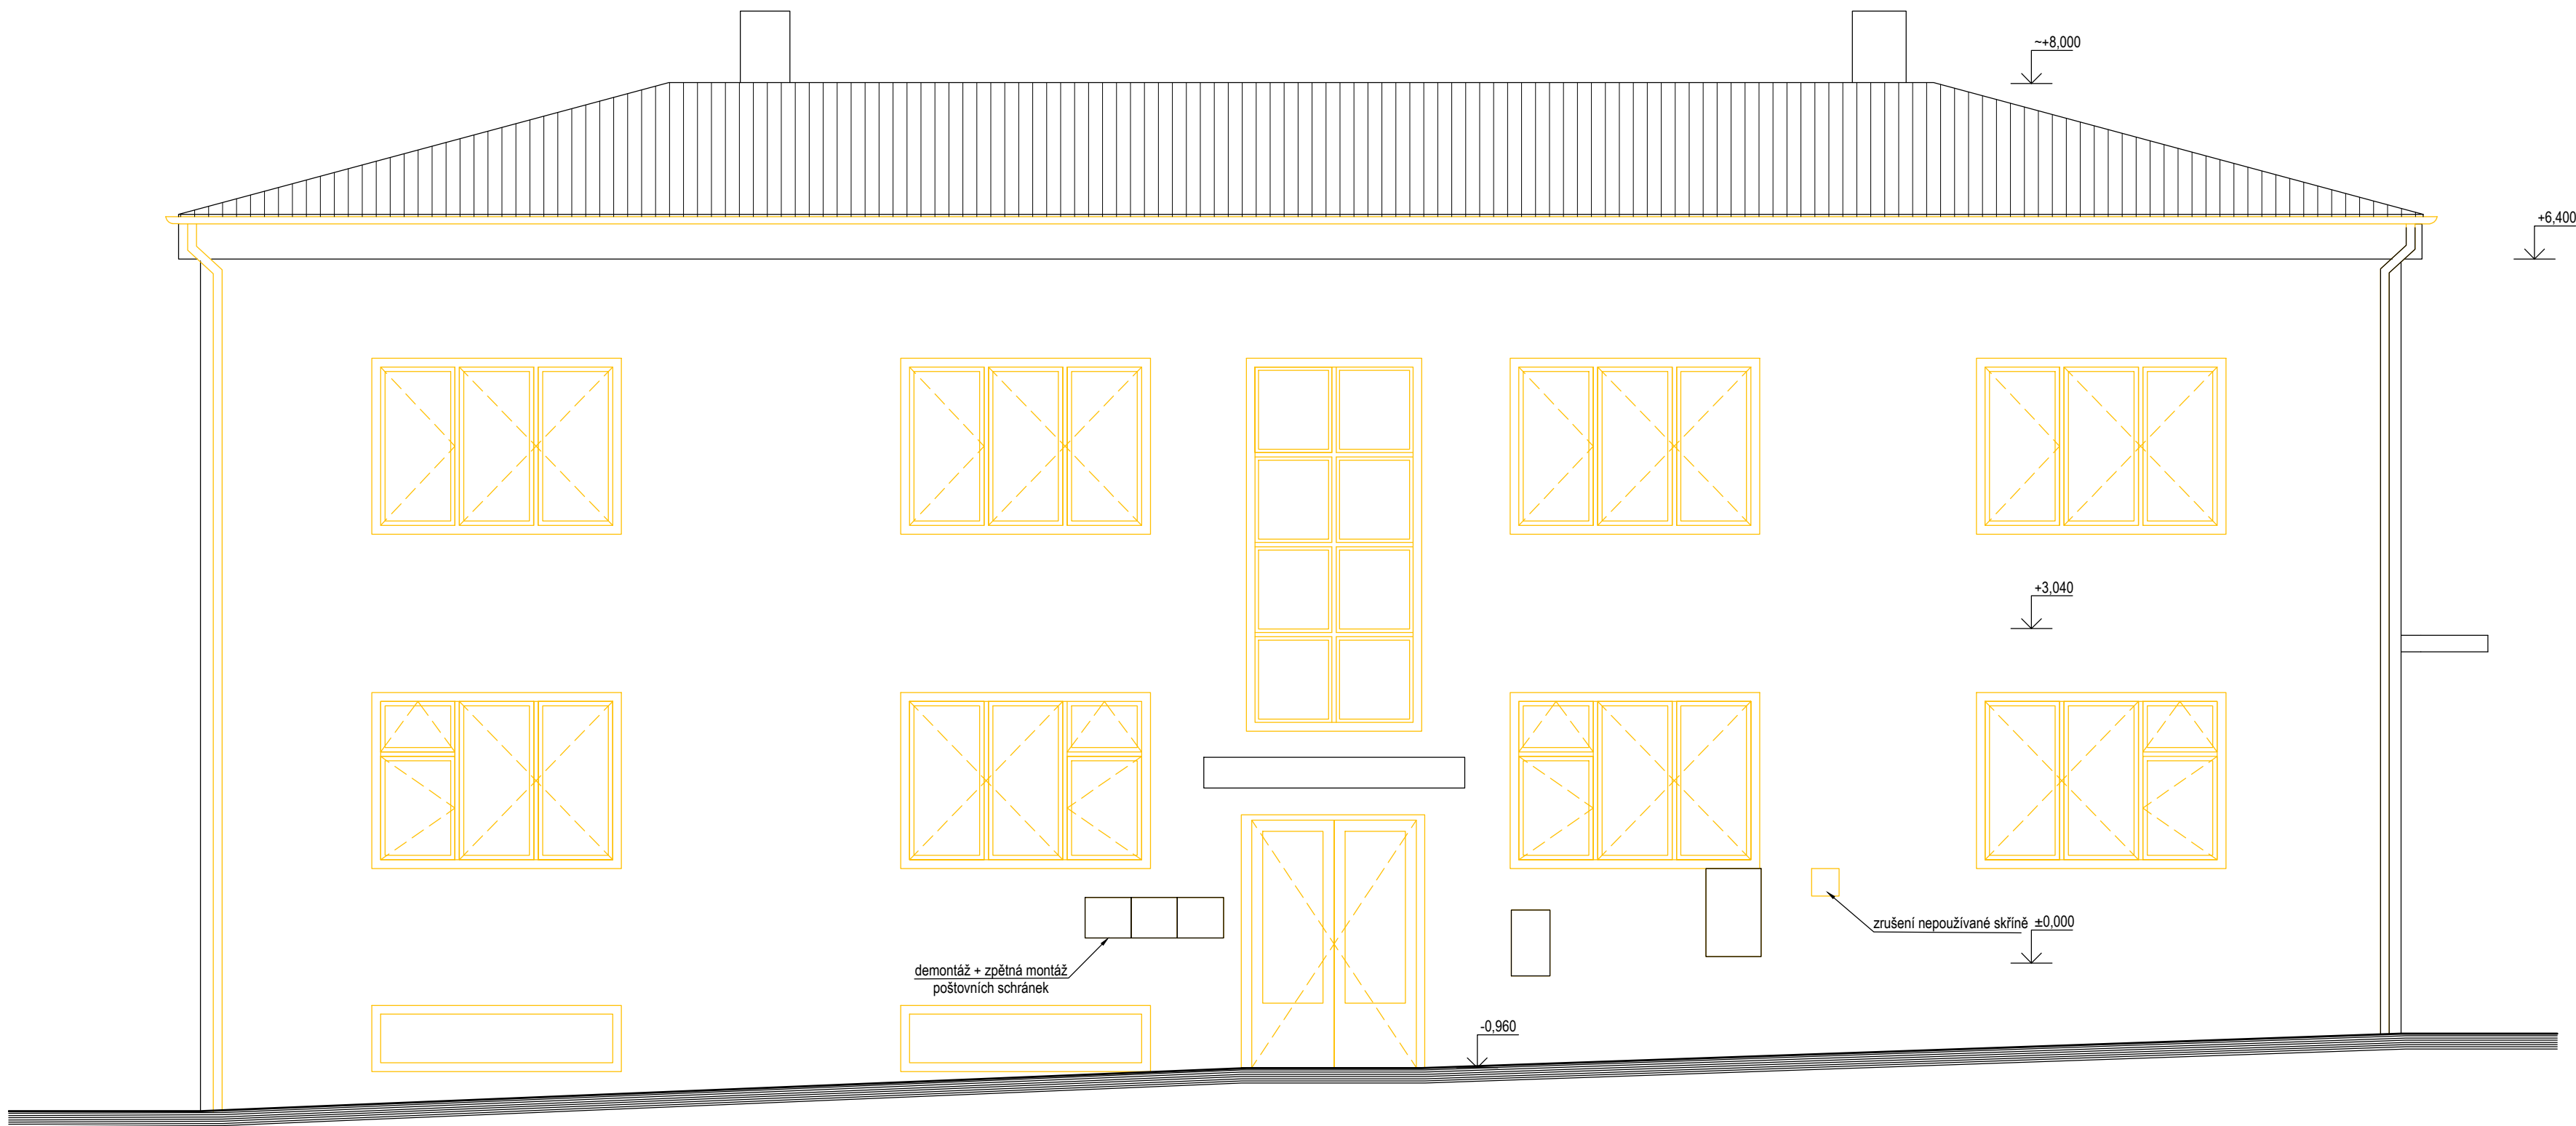 ~+8,000
+6,400
+3,040
zrušení nepoužívané skříně
±0,000
demontáž + zpětná montáž
poštovních schránek
-0,960